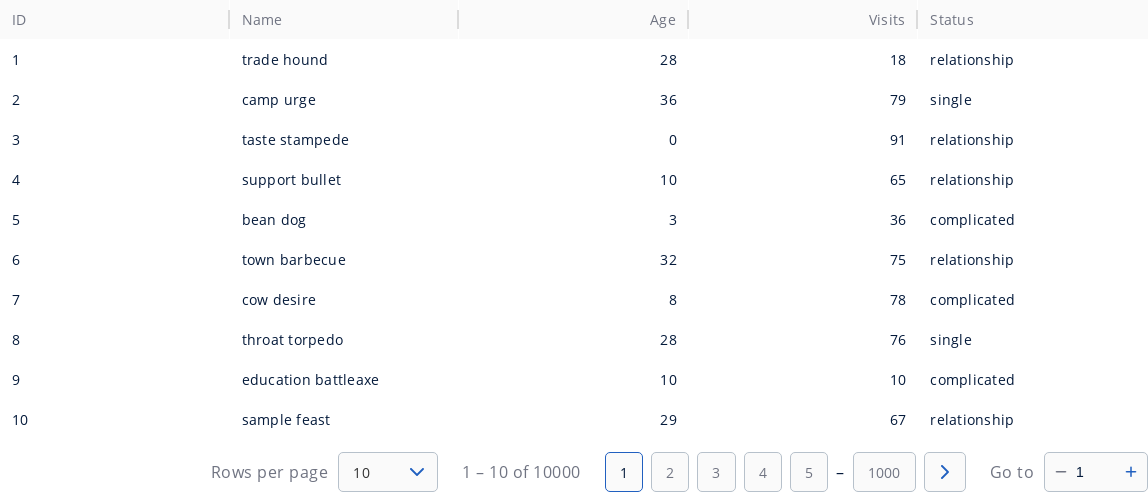 ID Name Age Visits Status
1 trade hound 28 18 relationship
2 camp urge 36 79 single
3 taste stampede 0 91 relationship
4 support bullet 10 65 relationship
5 bean dog 3 36 complicated
6 town barbecue 32 75 relationship
7 cow desire 8 78 complicated
8 throat torpedo 28 76 single
9 education battleaxe 10 10 complicated
10 sample feast 29 67 relationship
Rows per page 10 1 – 10 of 10000 1 2 3 4 5 – 1000 Go to 1